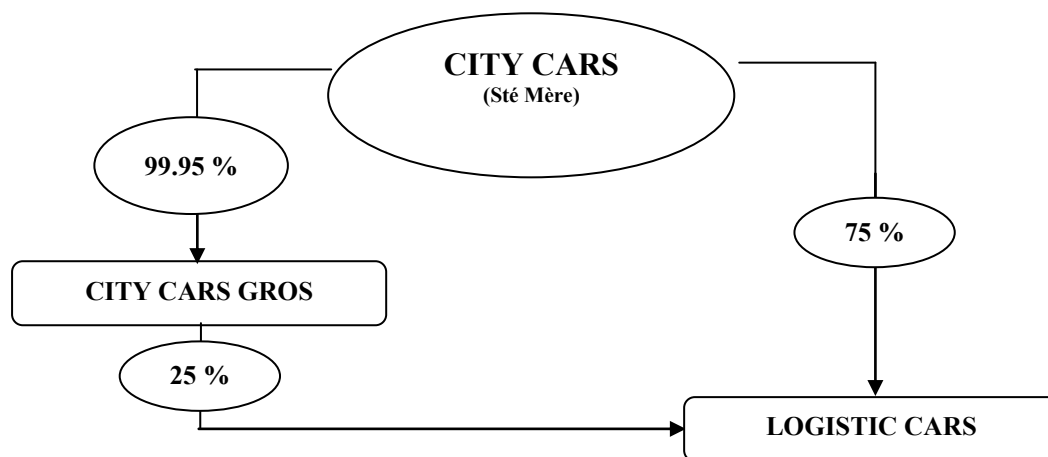 CITY CARS
(Sté Mère)
99.95 %
75 %
CITY CARS GROS
25 %
LOGISTIC CARS